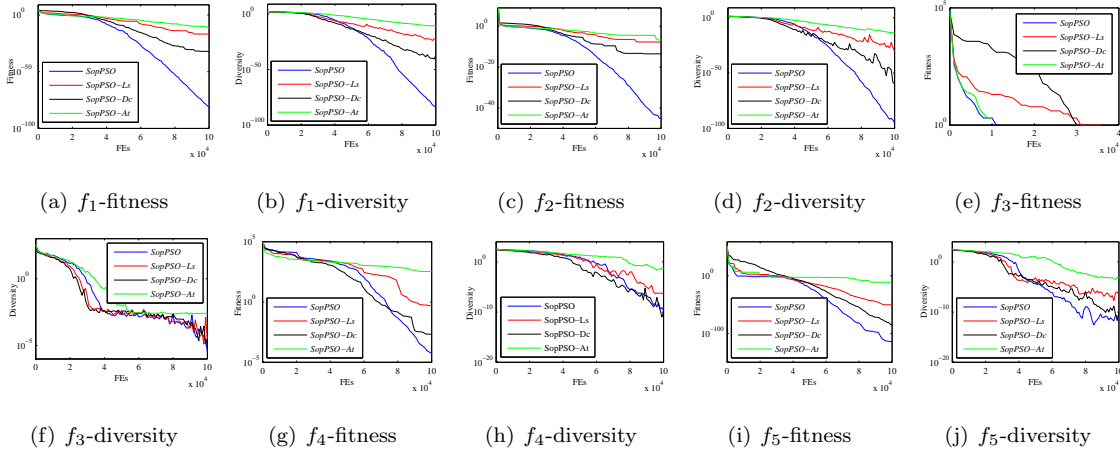 10^0
10^-50
10^-100
Fitness
SopPSO
SopPSO-Ls
SopPSO-Dc
SopPSO-At
0 2 4 6 8 10
FEs
x 10^4
(a) f1-fitness
10^0
10^-50
10^-100
Diversity
SopPSO
SopPSO-Ls
SopPSO-Dc
SopPSO-At
0 2 4 6 8 10
FEs
x 10^4
(b) f1-diversity
10^0
10^-20
10^-40
Fitness
SopPSO
SopPSO-Ls
SopPSO-Dc
SopPSO-At
0 2 4 6 8 10
FEs
x 10^4
(c) f2-fitness
10^0
10^-50
10^-100
Diversity
SopPSO
SopPSO-Ls
SopPSO-Dc
SopPSO-At
0 2 4 6 8 10
FEs
x 10^4
(d) f2-diversity
10^5
10^0
Fitness
SopPSO
SopPSO-Ls
SopPSO-Dc
SopPSO-At
0 1 2 3 4
FEs
x 10^4
(e) f3-fitness
10^0
10^-5
Diversity
SopPSO
SopPSO-Ls
SopPSO-Dc
SopPSO-At
0 2 4 6 8 10
FEs
x 10^4
(f) f3-diversity
10^5
10^0
10^-5
Fitness
SopPSO
SopPSO-Ls
SopPSO-Dc
SopPSO-At
0 2 4 6 8 10
FEs
x 10^4
(g) f4-fitness
10^0
10^-10
10^-20
Diversity
SopPSO
SopPSO-Ls
SopPSO-Dc
SopPSO-At
0 2 4 6 8 10
FEs
x 10^4
(h) f4-diversity
10^0
10^-100
Fitness
SopPSO
SopPSO-Ls
SopPSO-Dc
SopPSO-At
0 2 4 6 8 10
FEs
x 10^4
(i) f5-fitness
10^0
10^-10
10^-20
Diversity
SopPSO
SopPSO-Ls
SopPSO-Dc
SopPSO-At
0 2 4 6 8 10
FEs
x 10^4
(j) f5-diversity